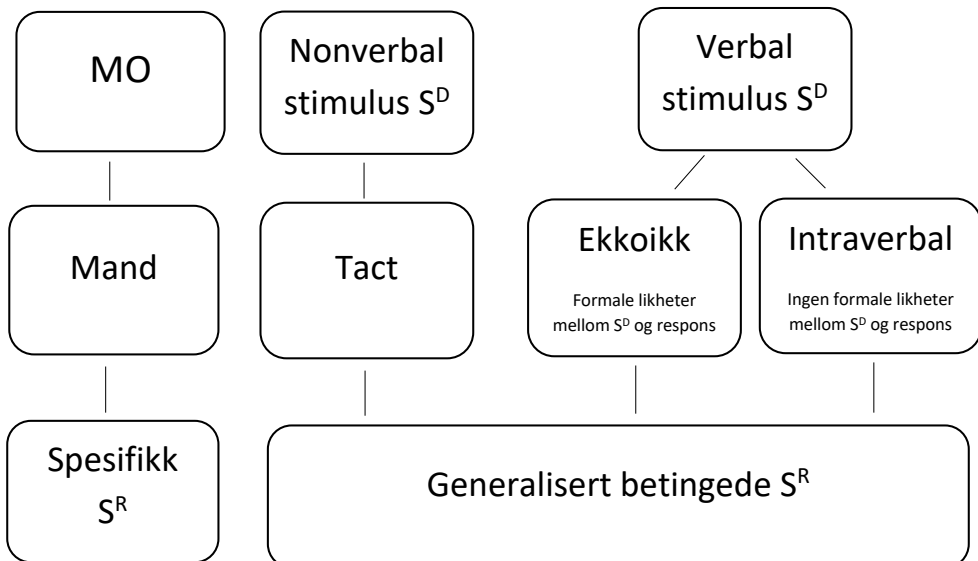 MO
Nonverbal
stimulus Sᴰ
Verbal
stimulus Sᴰ
Mand
Tact
Ekkoikk
Formale likheter
mellom Sᴰ og respons
Intraverbal
Ingen formale likheter
mellom Sᴰ og respons
Spesifikk
Sᴿ
Generalisert betingede Sᴿ